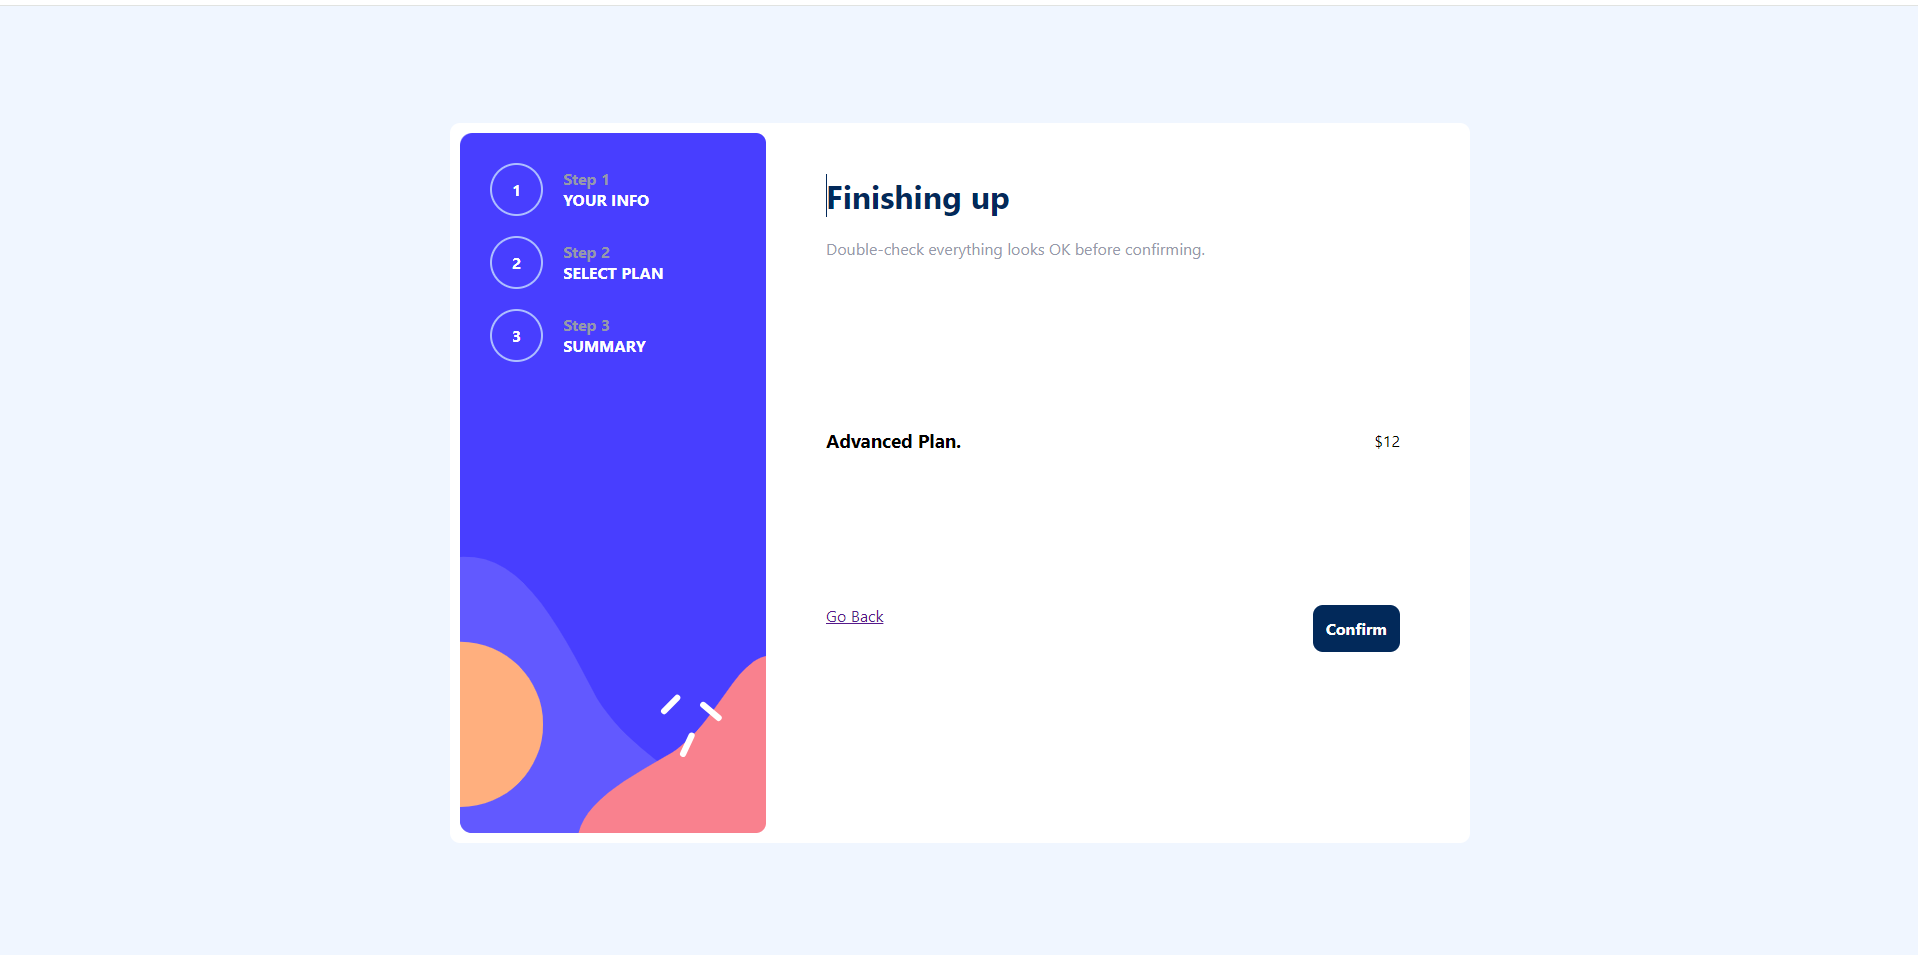 1
Step 1
YOUR INFO
2
Step 2
SELECT PLAN
3
Step 3
SUMMARY
Finishing up
Double-check everything looks OK before confirming.
Advanced Plan.
$12
Go Back
Confirm